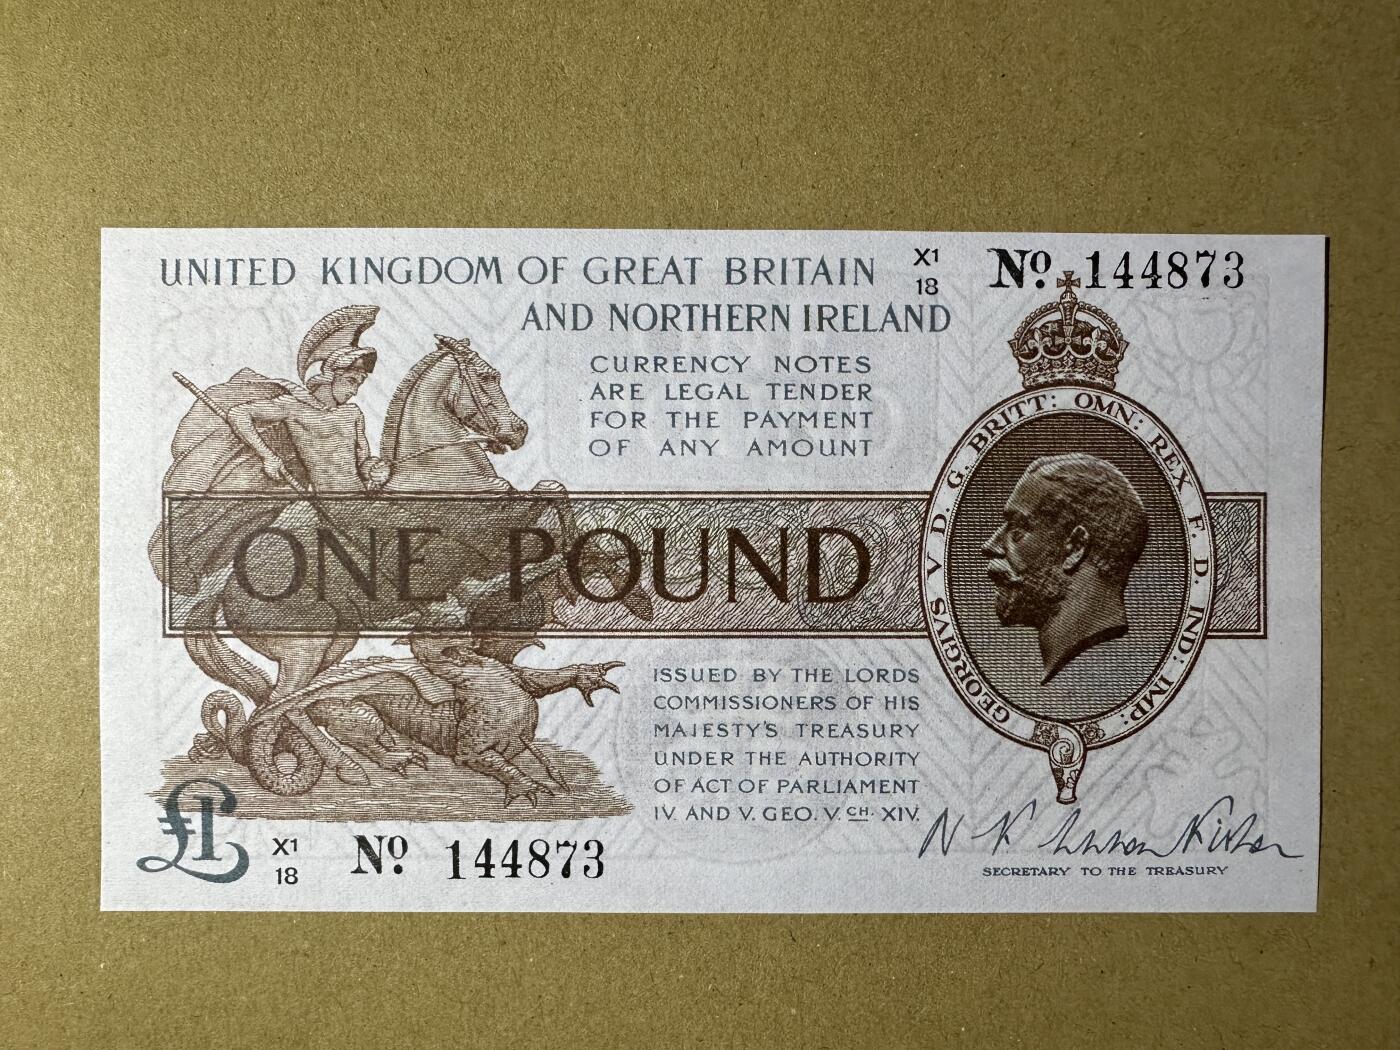 UNITED KINGDOM OF GREAT BRITAIN
AND NORTHERN IRELAND
X1
18
Nº 144873
CURRENCY NOTES
ARE LEGAL TENDER
FOR THE PAYMENT
OF ANY AMOUNT
ONE POUND
GEORGIVS V D. G. BRITT: OMN: REX F. D. IND: IMP:
ISSUED BY THE LORDS
COMMISSIONERS OF HIS
MAJESTY'S TREASURY
UNDER THE AUTHORITY
OF ACT OF PARLIAMENT
IV. AND V. GEO. V. CH. XIV.
£1
X1
18
Nº 144873
SECRETARY TO THE TREASURY